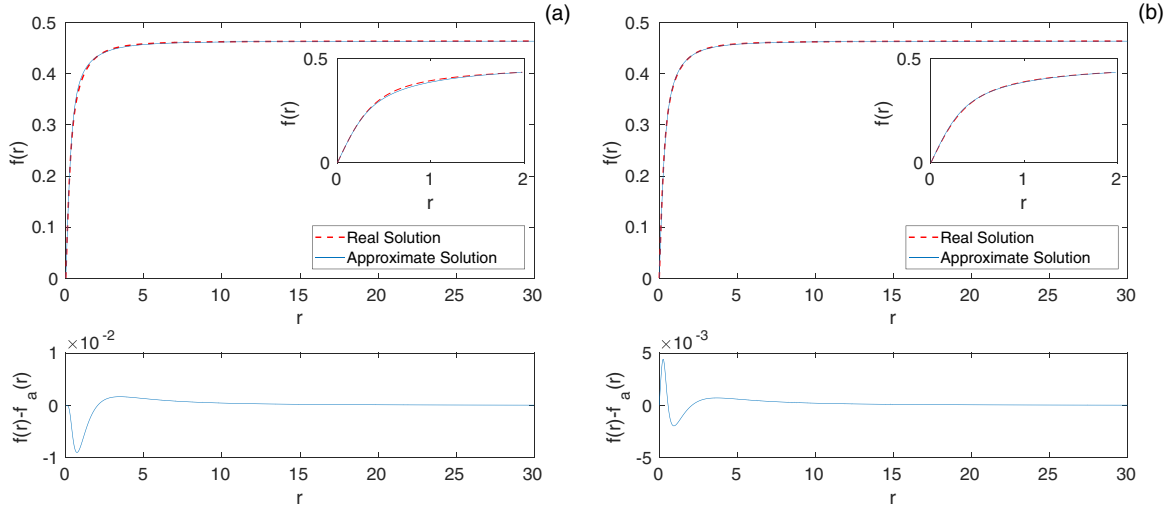 (a)
0.5
0.4
0.3
0.2
0.1
0
f(r)
0 5 10 15 20 25 30
r
0.5
0
f(r)
0 1 2
r
Real Solution
Approximate Solution
×10⁻²
1
0
-1
f(r)-f_a(r)
0 5 10 15 20 25 30
r
(b)
0.5
0.4
0.3
0.2
0.1
0
f(r)
0 5 10 15 20 25 30
r
0.5
0
f(r)
0 1 2
r
Real Solution
Approximate Solution
×10⁻³
5
0
-5
f(r)-f_a(r)
0 5 10 15 20 25 30
r